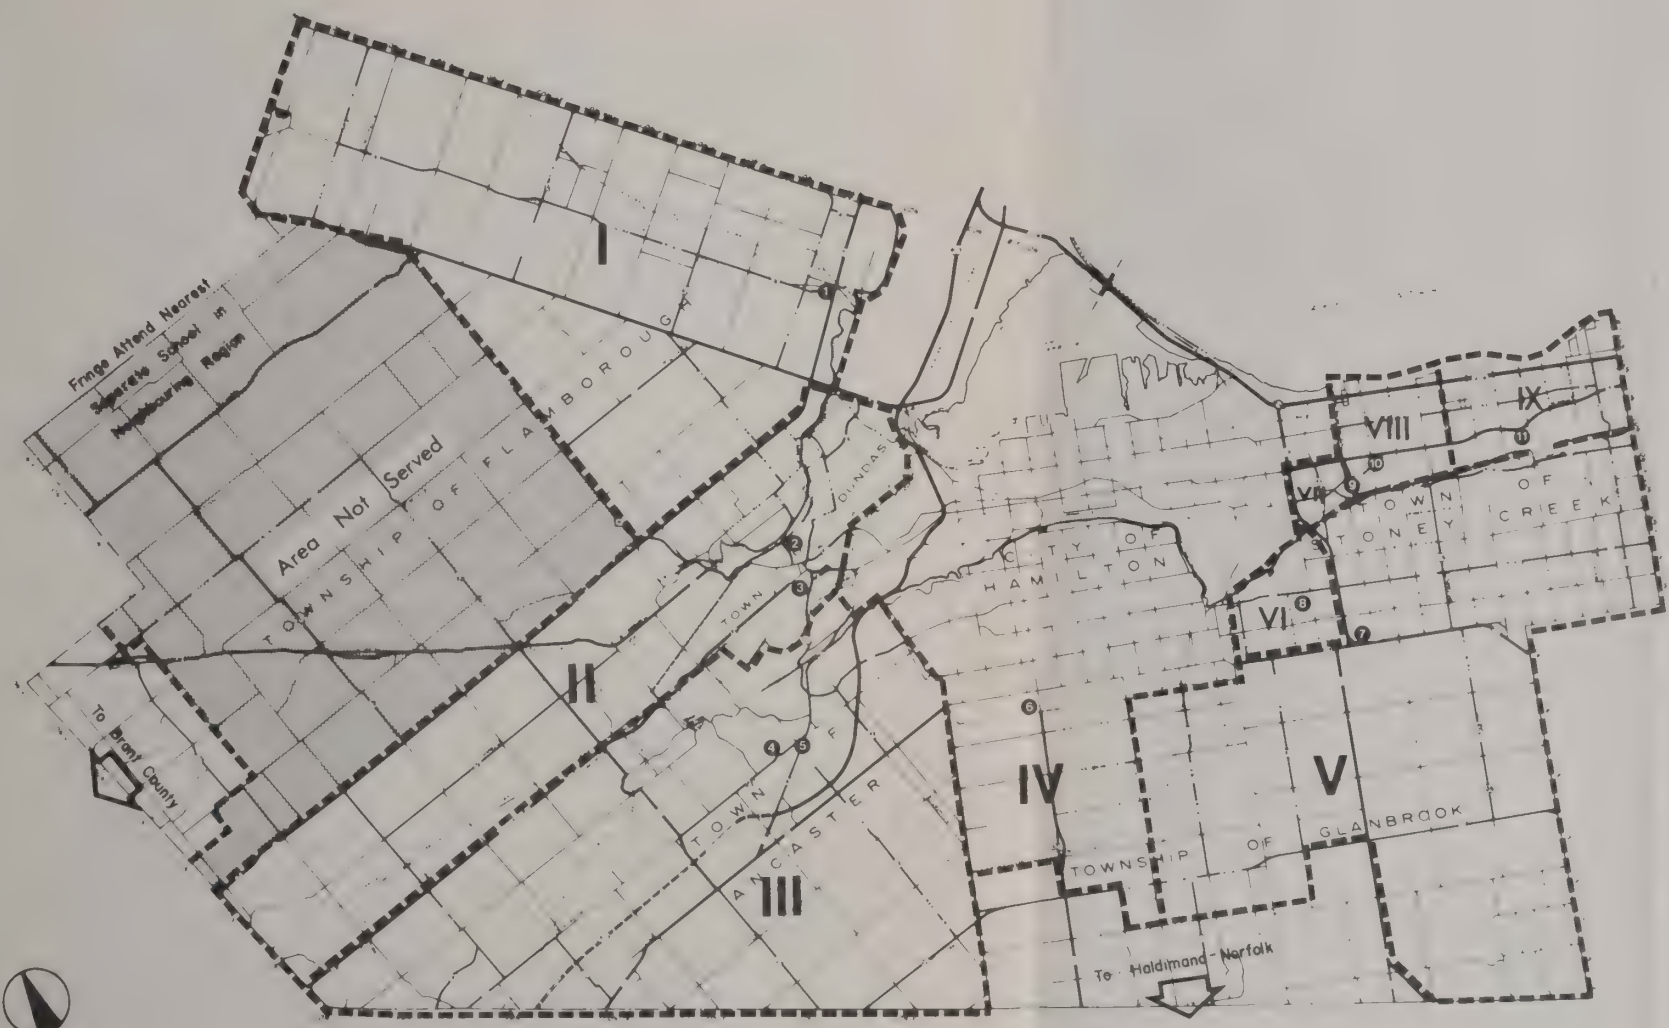 I
1
Fringe Attend Nearest
Separate School in
Neighbouring Region
Area Not Served
TOWNSHIP OF FLAMBOROUGH
DUNDAS
TOWN
2
3
II
To
Brant County
4
5
TOWN OF
ANCASTER
III
CITY OF
HAMILTON
6
IV
V
TOWNSHIP OF GLANBROOK
To Haldimand-Norfolk
VI
8
7
VII
9
VIII
10
IX
11
TOWN OF
STONEY CREEK